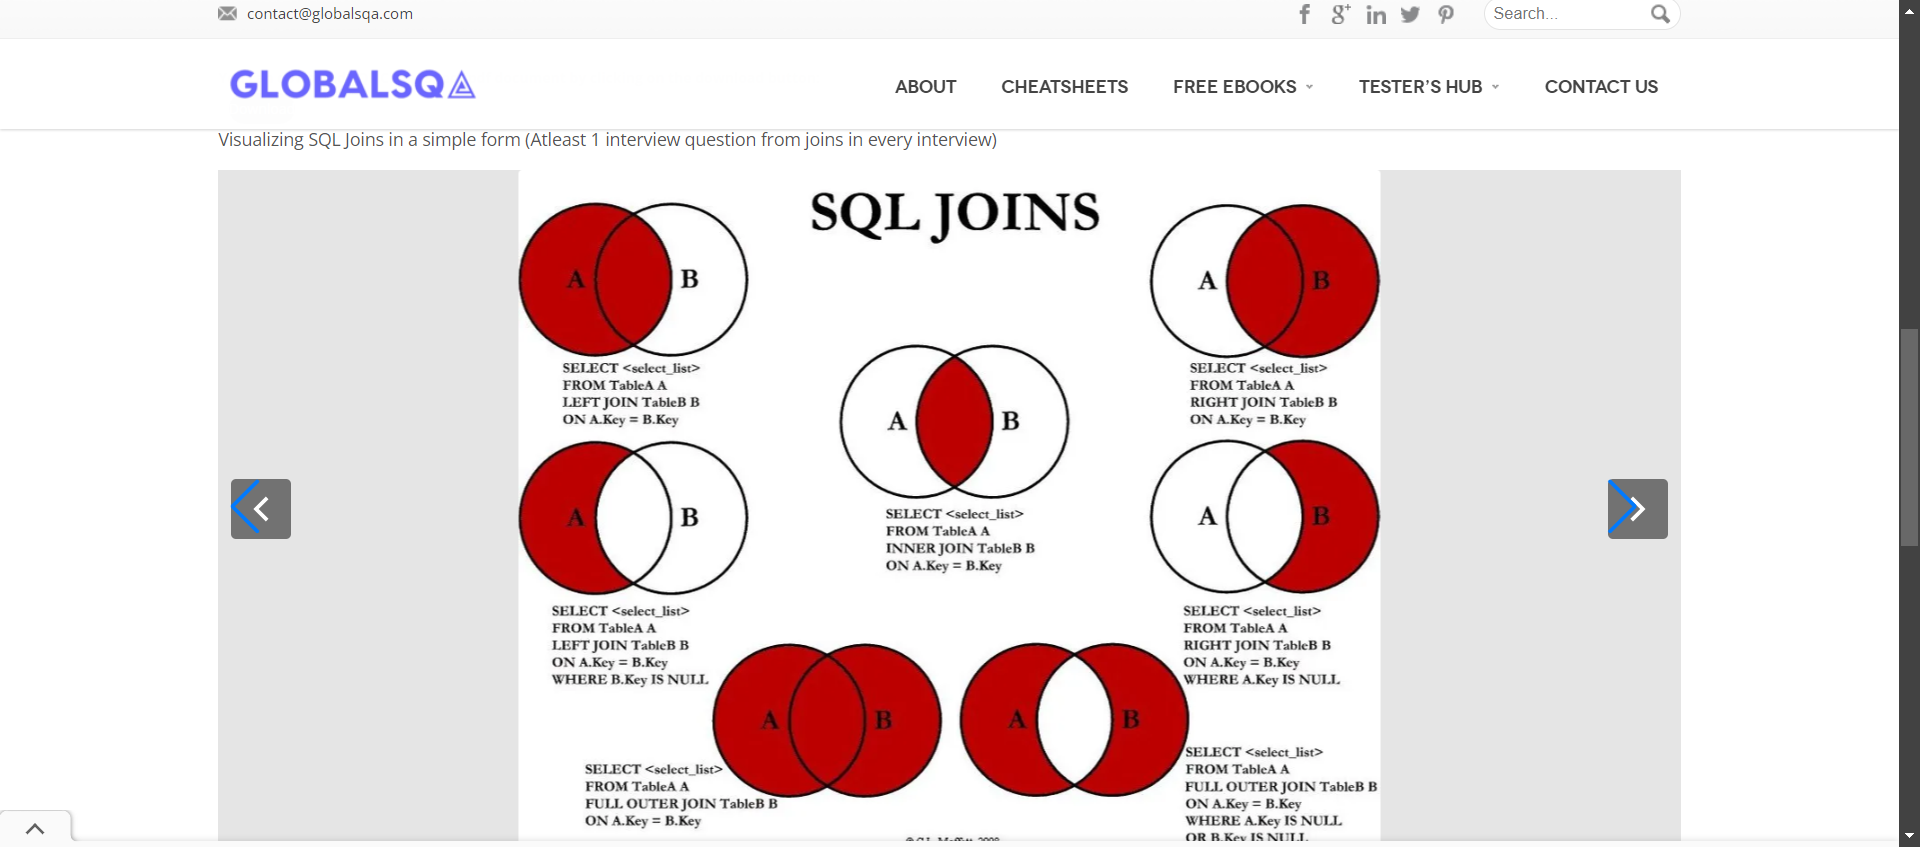 contact@globalsqa.com
Search...
GLOBALSQA
ABOUT
CHEATSHEETS
FREE EBOOKS
TESTER'S HUB
CONTACT US
Visualizing SQL Joins in a simple form (Atleast 1 interview question from joins in every interview)
SQL JOINS
A B
SELECT <select_list>
FROM TableA A
LEFT JOIN TableB B
ON A.Key = B.Key
A B
SELECT <select_list>
FROM TableA A
RIGHT JOIN TableB B
ON A.Key = B.Key
A B
SELECT <select_list>
FROM TableA A
INNER JOIN TableB B
ON A.Key = B.Key
A B
SELECT <select_list>
FROM TableA A
LEFT JOIN TableB B
ON A.Key = B.Key
WHERE B.Key IS NULL
A B
SELECT <select_list>
FROM TableA A
RIGHT JOIN TableB B
ON A.Key = B.Key
WHERE A.Key IS NULL
A B
SELECT <select_list>
FROM TableA A
FULL OUTER JOIN TableB B
ON A.Key = B.Key
A B
SELECT <select_list>
FROM TableA A
FULL OUTER JOIN TableB B
ON A.Key = B.Key
WHERE A.Key IS NULL
OR B.Key IS NULL